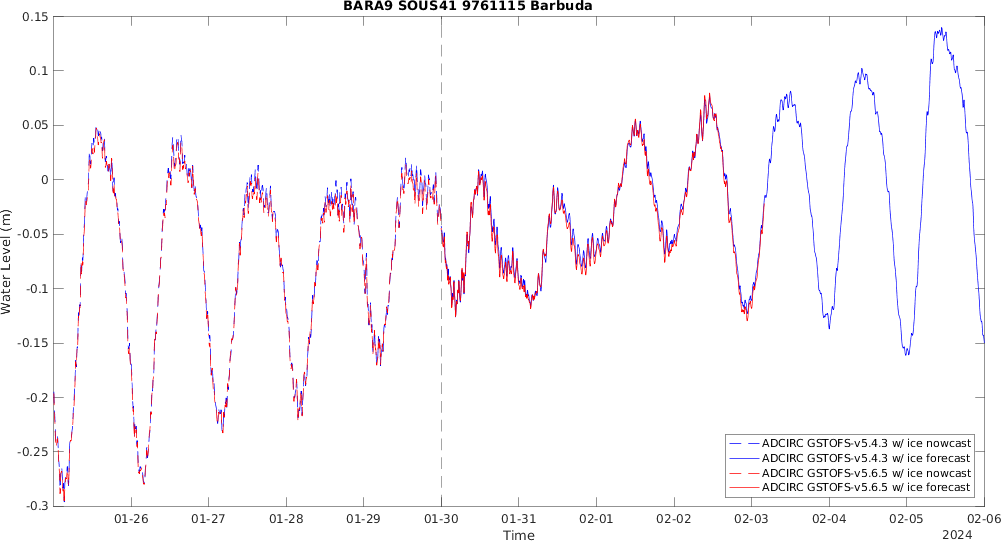 BARA9 SOUS41 9761115 Barbuda
0.15
0.1
0.05
0
-0.05
-0.1
-0.15
-0.2
-0.25
-0.3
Water Level (m)
ADCIRC GSTOFS-v5.4.3 w/ ice nowcast
ADCIRC GSTOFS-v5.4.3 w/ ice forecast
ADCIRC GSTOFS-v5.6.5 w/ ice nowcast
ADCIRC GSTOFS-v5.6.5 w/ ice forecast
01-26 01-27 01-28 01-29 01-30 01-31 02-01 02-02 02-03 02-04 02-05 02-06
Time
2024